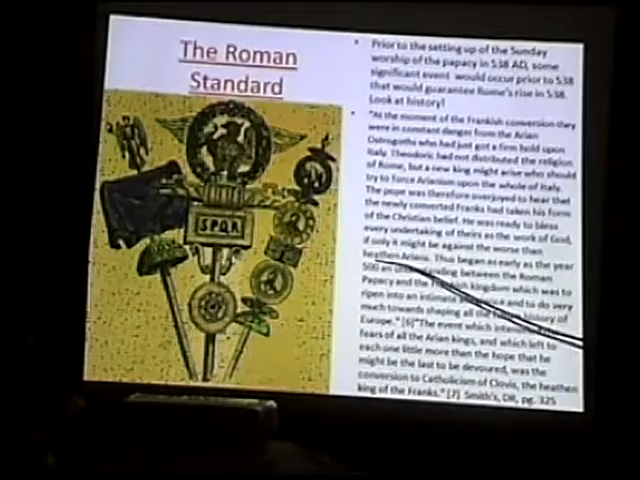 The Roman
Standard
SPQR
• Prior to the setting up of the Sunday
worship of the papacy in 538 AD, some
significant event would occur prior to 538
that would guarantee Rome's rise in 538.
Look at history!
• "At the moment of the Frankish conversion they
were in constant danger from the Arian
Ostrogoths who had just got a firm hold upon
Italy. Theodoric had not distributed the religion
of Rome, but a new king might arise who should
try to force Arianism upon the whole of Italy.
The pope was therefore overjoyed to hear that
the newly converted Franks had taken his form
of the Christian belief. He was ready to bless
every undertaking of theirs as the work of God,
if only it might be against the worse than
heathen Arians. Thus began as early as the year
500 an understanding between the Roman
Papacy and the Frankish kingdom which was to
ripen into an intimate and to do very
much towards shaping all the history of
Europe." [6] "The event which
fears of all the Arian kings, and which left to
each one little more than the hope that he
might be the last to be devoured, was the
conversion to Catholicism of Clovis, the heathen
king of the Franks." [7] Smith's, DR, pg. 325